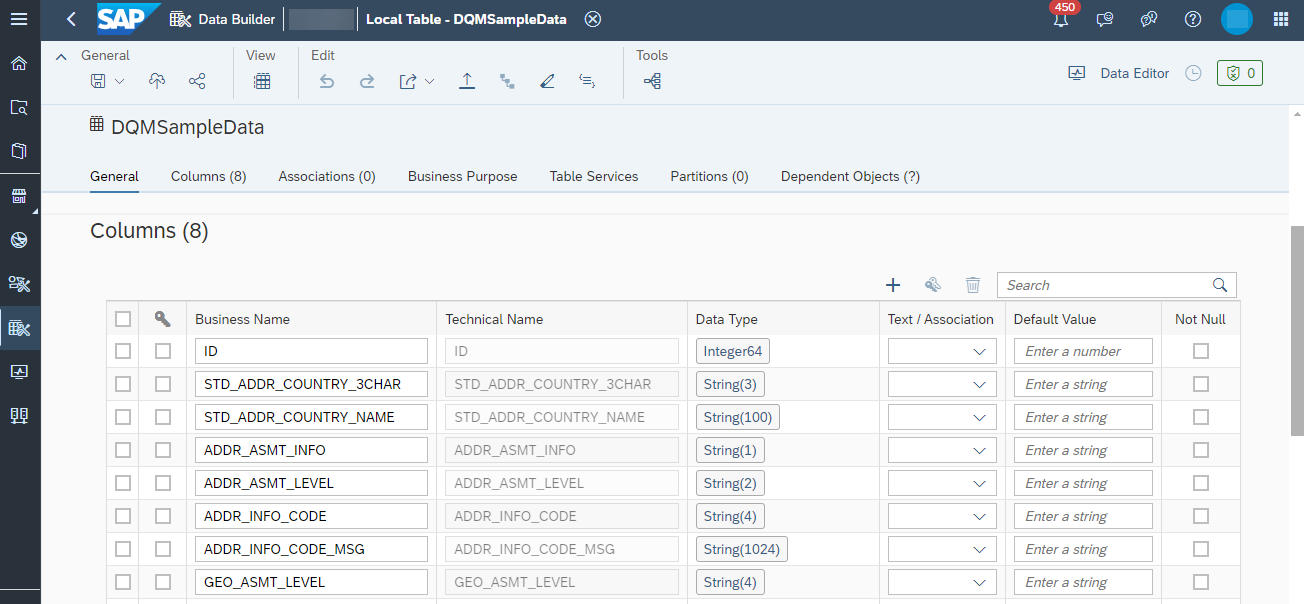 SAP Data Builder Local Table - DQMSampleData 450
General View Edit Tools
Data Editor 0
DQMSampleData
General Columns (8) Associations (0) Business Purpose Table Services Partitions (0) Dependent Objects (?)
Columns (8)
Search
Business Name Technical Name Data Type Text / Association Default Value Not Null
ID ID Integer64 Enter a number
STD_ADDR_COUNTRY_3CHAR STD_ADDR_COUNTRY_3CHAR String(3) Enter a string
STD_ADDR_COUNTRY_NAME STD_ADDR_COUNTRY_NAME String(100) Enter a string
ADDR_ASMT_INFO ADDR_ASMT_INFO String(1) Enter a string
ADDR_ASMT_LEVEL ADDR_ASMT_LEVEL String(2) Enter a string
ADDR_INFO_CODE ADDR_INFO_CODE String(4) Enter a string
ADDR_INFO_CODE_MSG ADDR_INFO_CODE_MSG String(1024) Enter a string
GEO_ASMT_LEVEL GEO_ASMT_LEVEL String(4) Enter a string